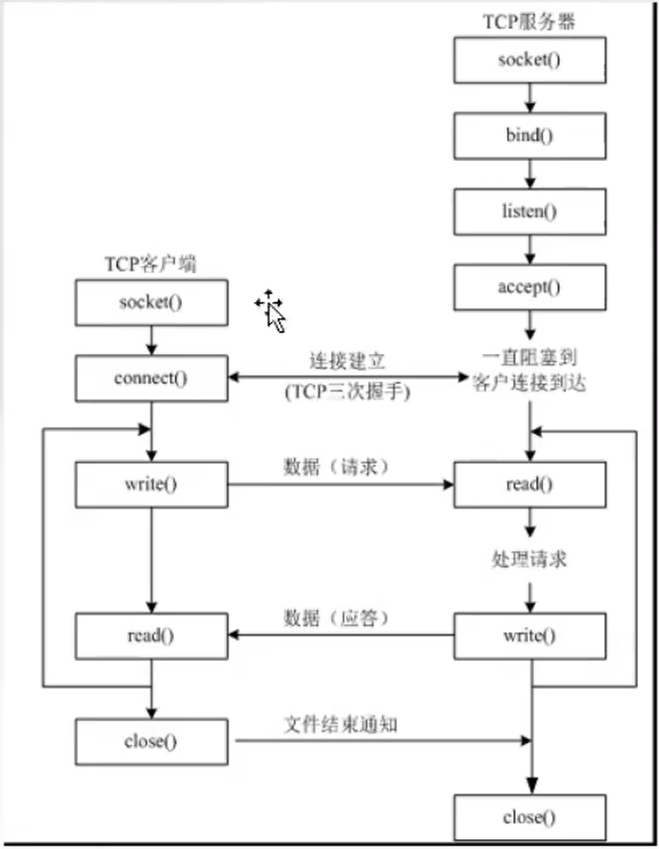 TCP服务器
socket()
bind()
listen()
accept()
TCP客户端
socket()
connect()
连接建立
(TCP三次握手)
一直阻塞到
客户连接到达
write()
数据（请求）
read()
处理请求
read()
数据（应答）
write()
close()
文件结束通知
close()